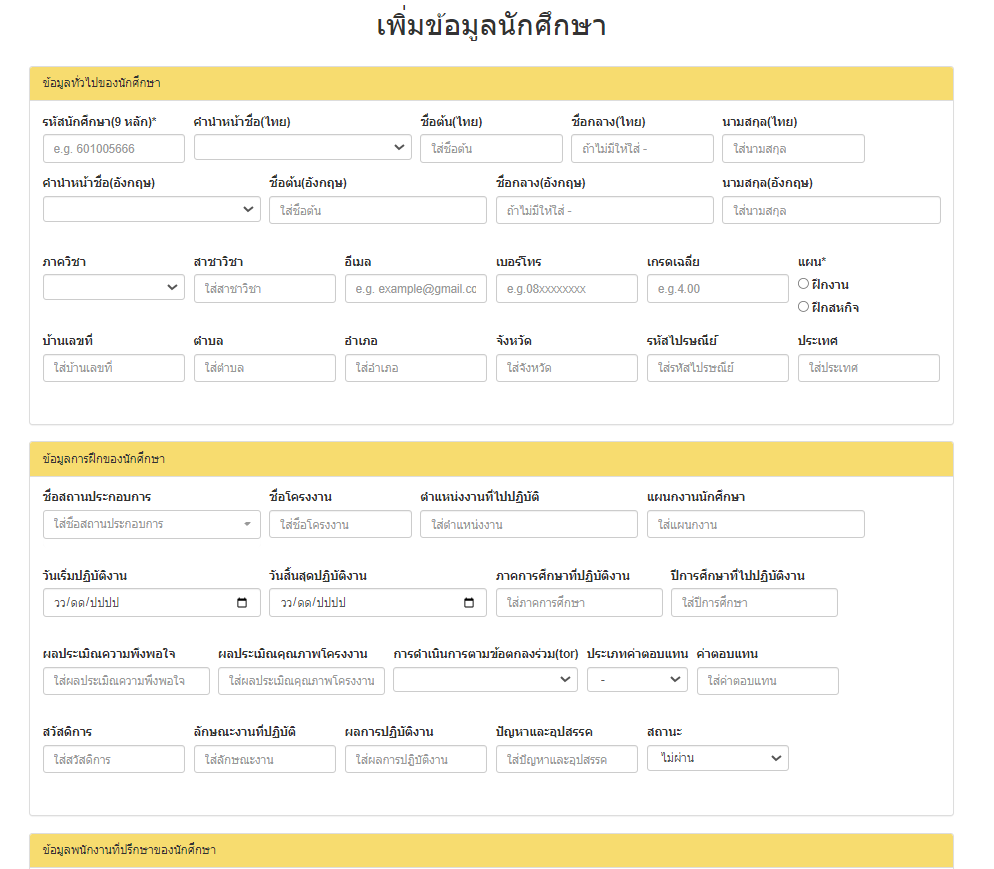 เพิ่มข้อมูลนักศึกษา
ข้อมูลทั่วไปของนักศึกษา
รหัสนักศึกษา(9 หลัก)* คำนำหน้าชื่อ(ไทย) ชื่อต้น(ไทย) ชื่อกลาง(ไทย) นามสกุล(ไทย)
e.g. 601005666 ใส่ชื่อต้น ถ้าไม่มีให้ใส่ - ใส่นามสกุล
คำนำหน้าชื่อ(อังกฤษ) ชื่อต้น(อังกฤษ) ชื่อกลาง(อังกฤษ) นามสกุล(อังกฤษ)
ใส่ชื่อต้น ถ้าไม่มีให้ใส่ - ใส่นามสกุล
ภาควิชา สาขาวิชา อีเมล เบอร์โทร เกรดเฉลี่ย แผน*
ใส่สาขาวิชา e.g. example@gmail.cc e.g.08xxxxxxxx e.g.4.00 ฝึกงาน
ฝึกสหกิจ
บ้านเลขที่ ตำบล อำเภอ จังหวัด รหัสไปรษณีย์ ประเทศ
ใส่บ้านเลขที่ ใส่ตำบล ใส่อำเภอ ใส่จังหวัด ใส่รหัสไปรษณีย์ ใส่ประเทศ
ข้อมูลการฝึกของนักศึกษา
ชื่อสถานประกอบการ ชื่อโครงงาน ตำแหน่งงานที่ไปปฏิบัติ แผนกงานนักศึกษา
ใส่ชื่อสถานประกอบการ ใส่ชื่อโครงงาน ใส่ตำแหน่งงาน ใส่แผนกงาน
วันเริ่มปฏิบัติงาน วันสิ้นสุดปฏิบัติงาน ภาคการศึกษาที่ปฏิบัติงาน ปีการศึกษาที่ไปปฏิบัติงาน
วว/ดด/ปปปป วว/ดด/ปปปป ใส่ภาคการศึกษา ใส่ปีการศึกษา
ผลประเมิณความพึงพอใจ ผลประเมิณคุณภาพโครงงาน การดำเนินการตามข้อตกลงร่วม(tor) ประเภทค่าตอบแทน ค่าตอบแทน
ใส่ผลประเมิณความพึงพอใจ ใส่ผลประเมิณคุณภาพโครงงาน - ใส่ค่าตอบแทน
สวัสดิการ ลักษณะงานที่ปฏิบัติ ผลการปฏิบัติงาน ปัญหาและอุปสรรค สถานะ
ใส่สวัสดิการ ใส่ลักษณะงาน ใส่ผลการปฏิบัติงาน ใส่ปัญหาและอุปสรรค ไม่ผ่าน
ข้อมูลพนักงานที่ปรึกษาของนักศึกษา